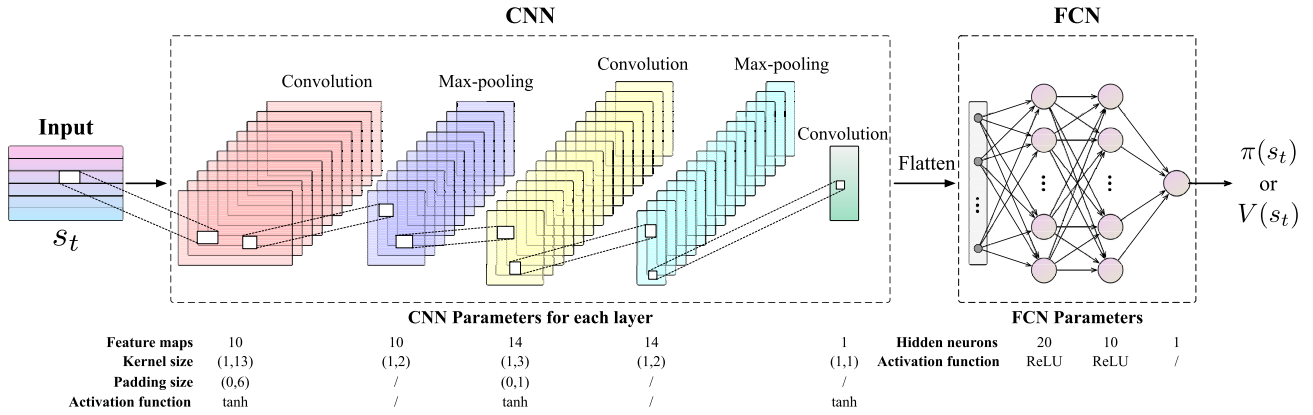 CNN
FCN
Convolution
Max-pooling
Convolution
Max-pooling
Convolution
Input
s_t
Flatten
π(s_t)
or
V(s_t)
CNN Parameters for each layer
Feature maps 10 10 14 14 1
Kernel size (1,13) (1,2) (1,3) (1,2) (1,1)
Padding size (0,6) / (0,1) / /
Activation function tanh / tanh / tanh
FCN Parameters
Hidden neurons 20 10 1
Activation function ReLU ReLU /